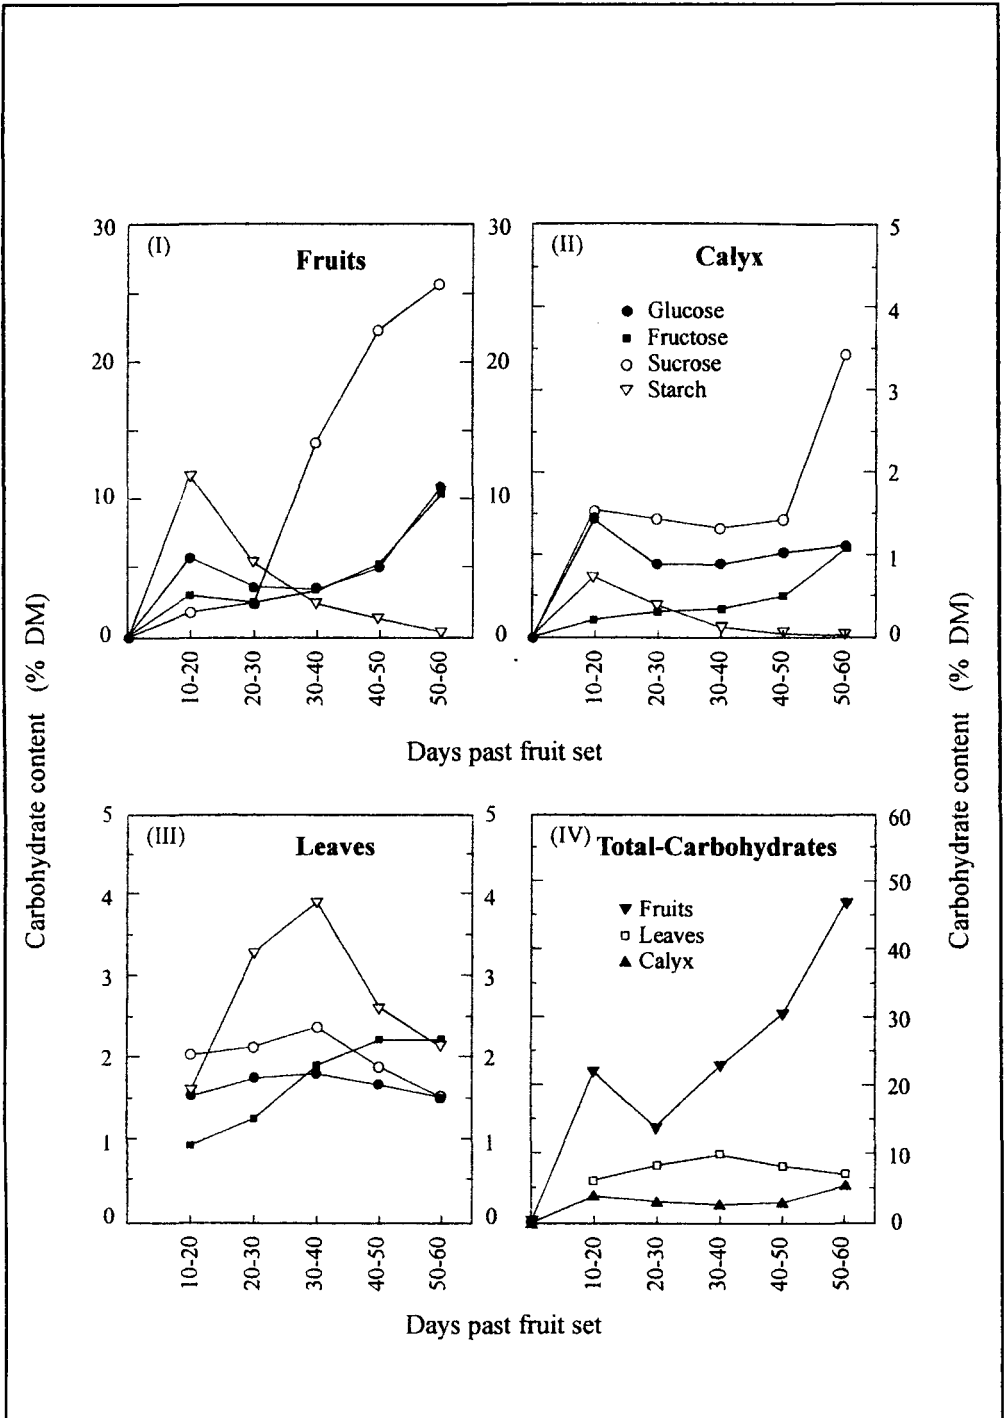 (I)
Fruits
30
20
10
0
30
20
10
0
10-20
20-30
30-40
40-50
50-60
(II)
Calyx
Glucose
Fructose
Sucrose
Starch
5
4
3
2
1
0
10-20
20-30
30-40
40-50
50-60
Carbohydrate content (% DM)
Carbohydrate content (% DM)
Days past fruit set
(III)
Leaves
5
4
3
2
1
0
5
4
3
2
1
0
10-20
20-30
30-40
40-50
50-60
(IV)
Total-Carbohydrates
Fruits
Leaves
Calyx
60
50
40
30
20
10
0
10-20
20-30
30-40
40-50
50-60
Days past fruit set